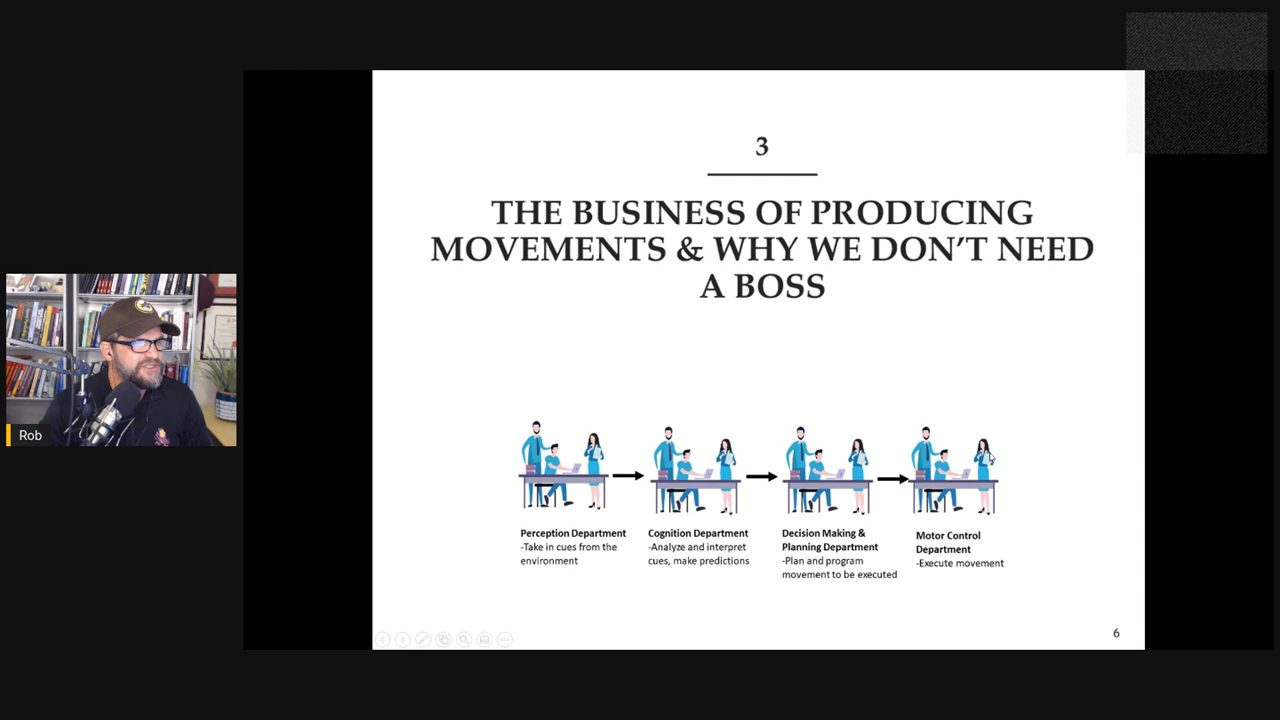 3
THE BUSINESS OF PRODUCING
MOVEMENTS & WHY WE DON’T NEED
A BOSS
Perception Department
-Take in cues from the
environment
Cognition Department
-Analyze and interpret
cues, make predictions
Decision Making &
Planning Department
-Plan and program
movement to be executed
Motor Control
Department
-Execute movement
6
Rob